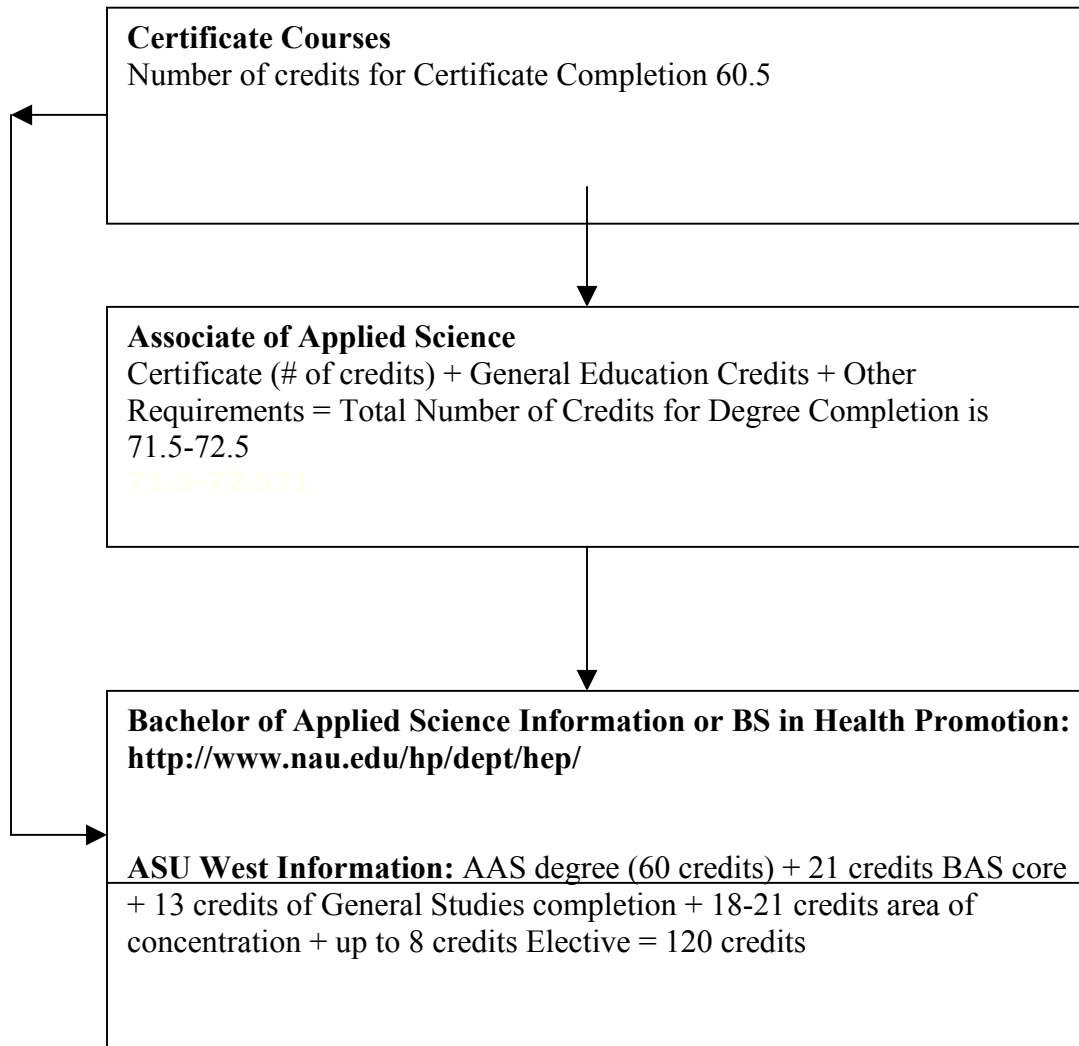 Certificate Courses
Number of credits for Certificate Completion 60.5
Associate of Applied Science
Certificate (# of credits) + General Education Credits + Other
Requirements = Total Number of Credits for Degree Completion is
71.5-72.5
71.5-72.571
Bachelor of Applied Science Information or BS in Health Promotion:
http://www.nau.edu/hp/dept/hep/
ASU West Information: AAS degree (60 credits) + 21 credits BAS core
+ 13 credits of General Studies completion + 18-21 credits area of
concentration + up to 8 credits Elective = 120 credits